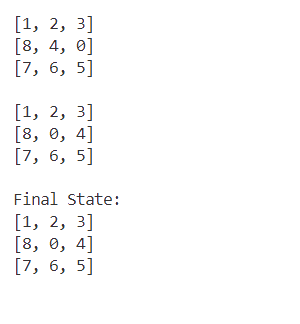 [1, 2, 3]
[8, 4, 0]
[7, 6, 5]

[1, 2, 3]
[8, 0, 4]
[7, 6, 5]

Final State:
[1, 2, 3]
[8, 0, 4]
[7, 6, 5]